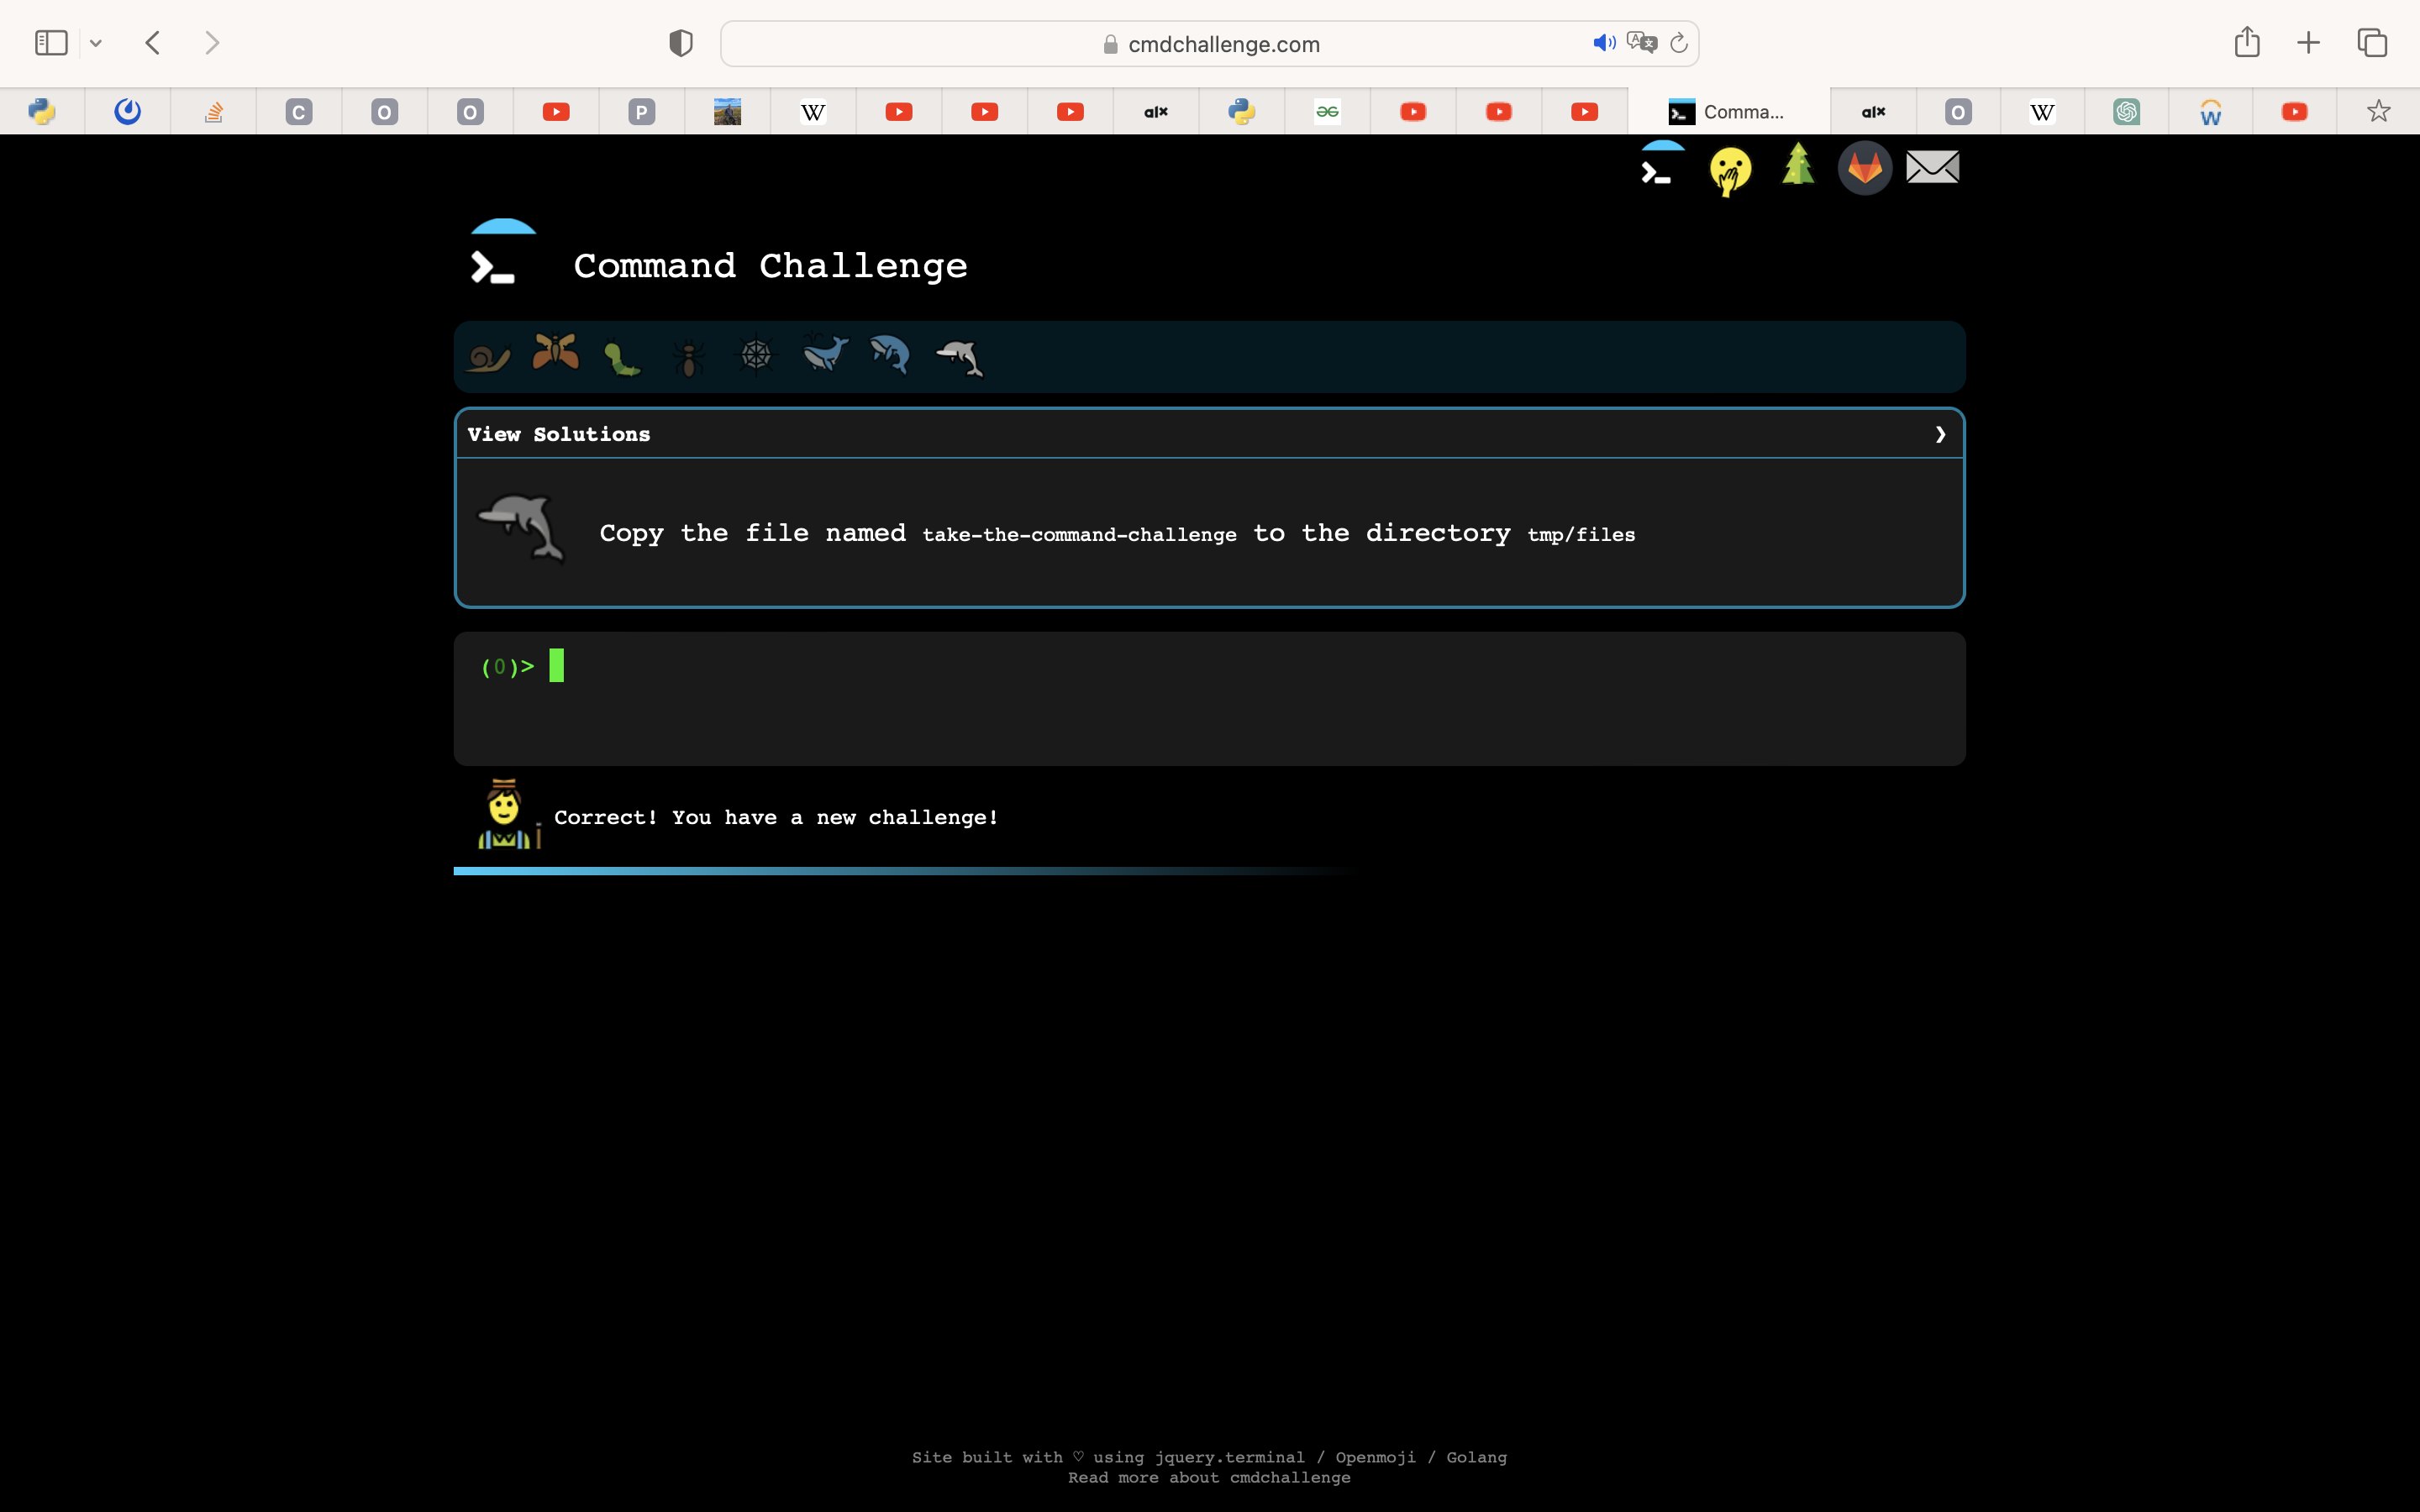 cmdchallenge.com
C O O P W alx Comma... alx O W W
Command Challenge
View Solutions ❯
Copy the file named take-the-command-challenge to the directory tmp/files
(0)>
Correct! You have a new challenge!
Site built with ♡ using jquery.terminal / Openmoji / Golang
Read more about cmdchallenge